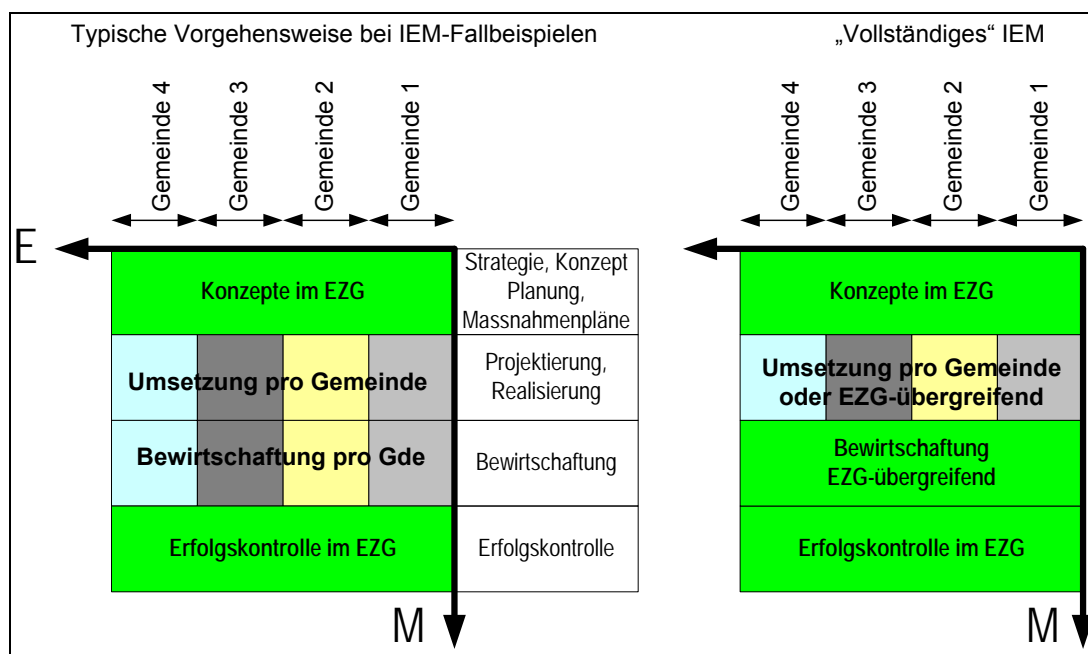 Typische Vorgehensweise bei IEM-Fallbeispielen
Gemeinde 4
Gemeinde 3
Gemeinde 2
Gemeinde 1
E
Konzepte im EZG
Strategie, Konzept
Planung,
Massnahmenpläne
Umsetzung pro Gemeinde
Projektierung,
Realisierung
Bewirtschaftung pro Gde
Bewirtschaftung
Erfolgskontrolle im EZG
Erfolgskontrolle
M
„Vollständiges“ IEM
Gemeinde 4
Gemeinde 3
Gemeinde 2
Gemeinde 1
Konzepte im EZG
Umsetzung pro Gemeinde
oder EZG-übergreifend
Bewirtschaftung
EZG-übergreifend
Erfolgskontrolle im EZG
M